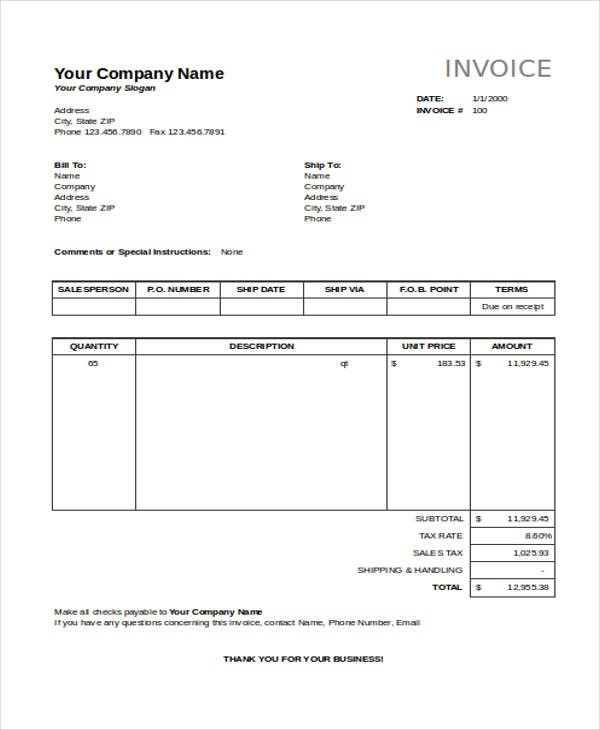 Your Company Name
Your Company Slogan
INVOICE
DATE: 1/1/2000
INVOICE # 100
Address
City, State ZIP
Phone 123.456.7890 Fax 123.456.7891
Bill To:
Name
Company
Address
City, State ZIP
Phone
Ship To:
Name
Company
Address
City, State ZIP
Phone
Comments or Special Instructions: None
SALESPERSON P.O. NUMBER SHIP DATE SHIP VIA F.O.B. POINT TERMS
Due on receipt
QUANTITY DESCRIPTION UNIT PRICE AMOUNT
65 qt $ 183.53 $ 11,929.45
SUBTOTAL $ 11,929.45
TAX RATE 8.60%
SALES TAX 1,025.93
SHIPPING & HANDLING -
TOTAL $ 12,955.38
Make all checks payable to Your Company Name
If you have any questions concerning this invoice, contact Name, Phone Number, Email
THANK YOU FOR YOUR BUSINESS!